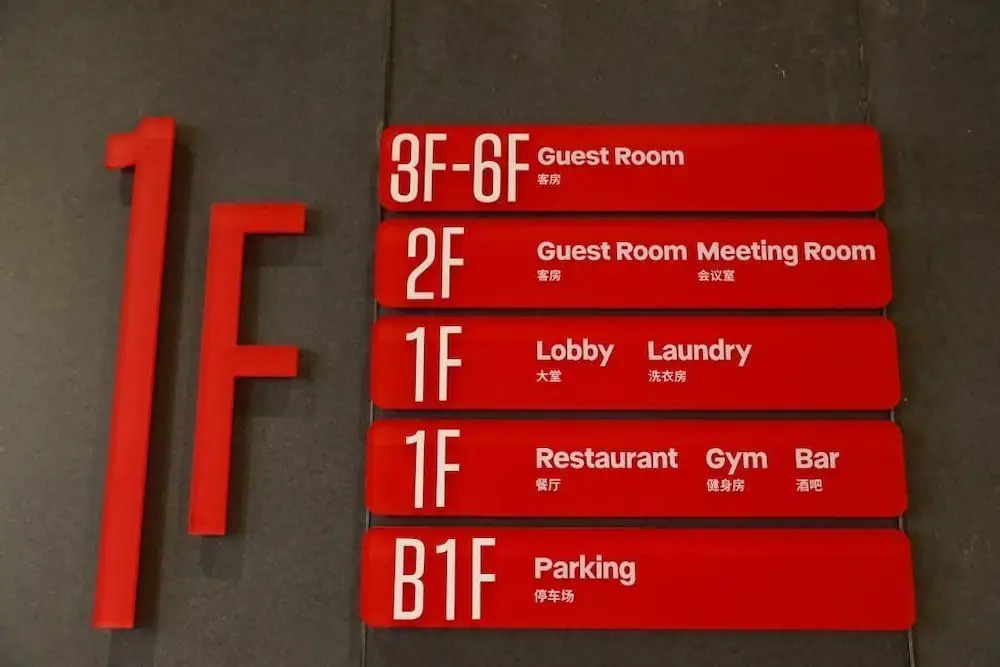 1F
3F-6F Guest Room
客房
2F Guest Room Meeting Room
客房 会议室
1F Lobby Laundry
大堂 洗衣房
1F Restaurant Gym Bar
餐厅 健身房 酒吧
B1F Parking
停车场